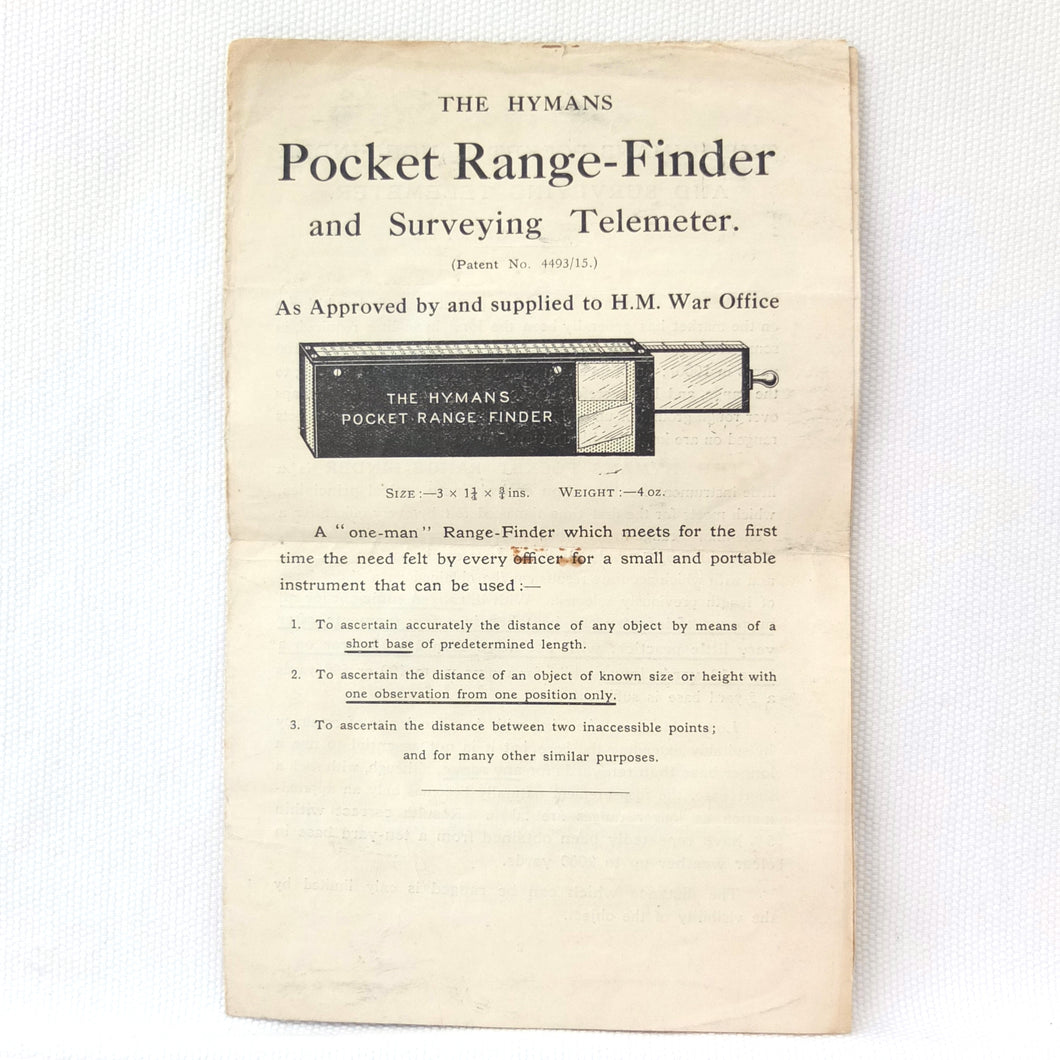 THE HYMANS
Pocket Range-Finder
and Surveying Telemeter.
(Patent No. 4493/15.)
As Approved by and supplied to H.M. War Office
THE HYMANS
POCKET·RANGE·FINDER
SIZE :—3 × 1¼ × ¾ ins. WEIGHT :—4 oz.
A "one-man" Range-Finder which meets for the first
time the need felt by every officer for a small and portable
instrument that can be used :—
1. To ascertain accurately the distance of any object by means of a
short base of predetermined length.
2. To ascertain the distance of an object of known size or height with
one observation from one position only.
3. To ascertain the distance between two inaccessible points ;
and for many other similar purposes.